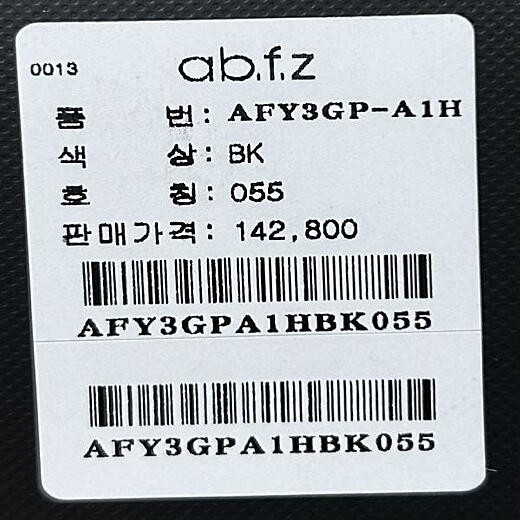 0013 ab.f.z
품 번: AFY3GP-A1H
색 상: BK
호 칭: 055
판매가격: 142,800
AFY3GPA1HBK055
AFY3GPA1HBK055